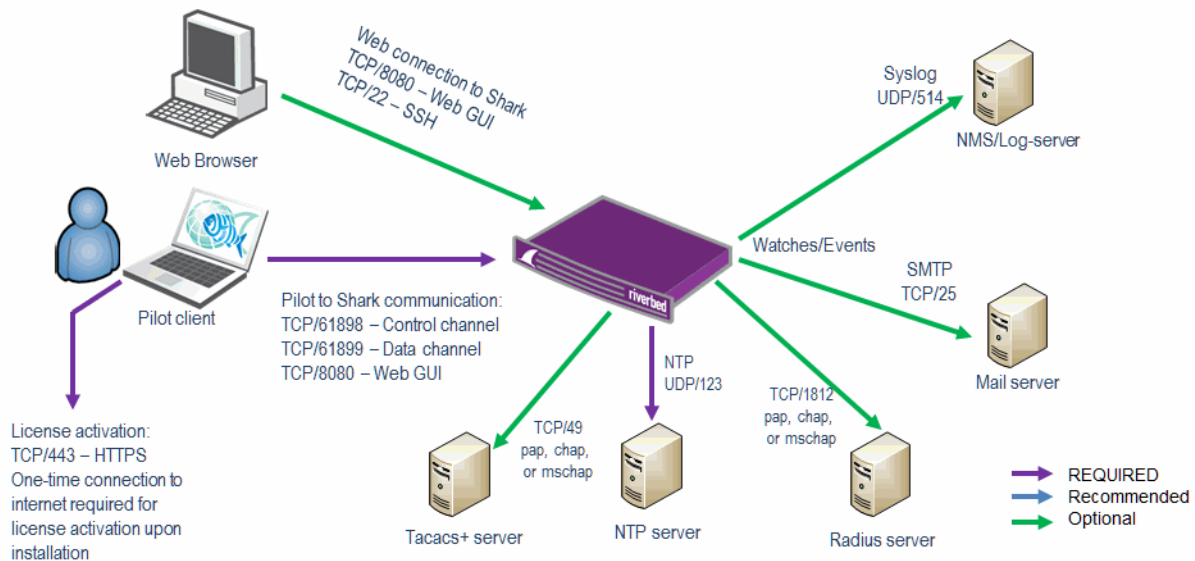 Web connection to Shark
TCP/8080 – Web GUI
TCP/22 – SSH
Web Browser
Syslog
UDP/514
NMS/Log-server
Watches/Events
SMTP
TCP/25
Mail server
riverbed
Pilot client
Pilot to Shark communication:
TCP/61898 – Control channel
TCP/61899 – Data channel
TCP/8080 – Web GUI
NTP
UDP/123
TCP/1812
pap, chap,
or mschap
TCP/49
pap, chap,
or mschap
License activation:
TCP/443 – HTTPS
One-time connection to
internet required for
license activation upon
installation
Tacacs+ server
NTP server
Radius server
REQUIRED
Recommended
Optional